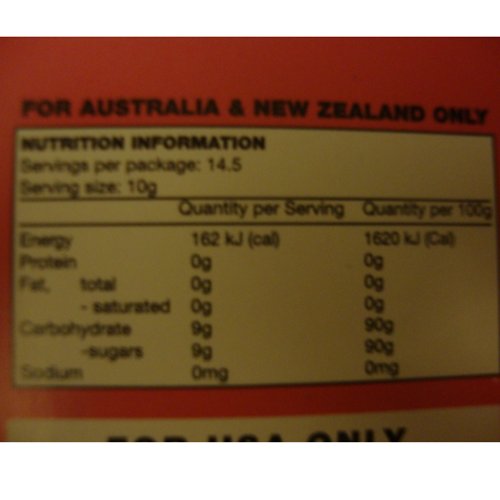 FOR AUSTRALIA & NEW ZEALAND ONLY
NUTRITION INFORMATION
Servings per package: 14.5
Serving size: 10g
Quantity per Serving Quantity per 100g
Energy 162 kJ (cal) 1620 kJ (Cal)
Protein 0g 0g
Fat, total 0g 0g
- saturated 0g 0g
Carbohydrate 9g 90g
-sugars 9g 90g
Sodium 0mg 0mg
FOR USA ONLY